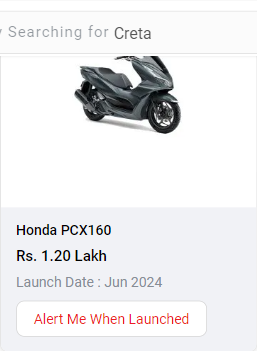 Searching for Creta
Honda PCX160
Rs. 1.20 Lakh
Launch Date : Jun 2024
Alert Me When Launched